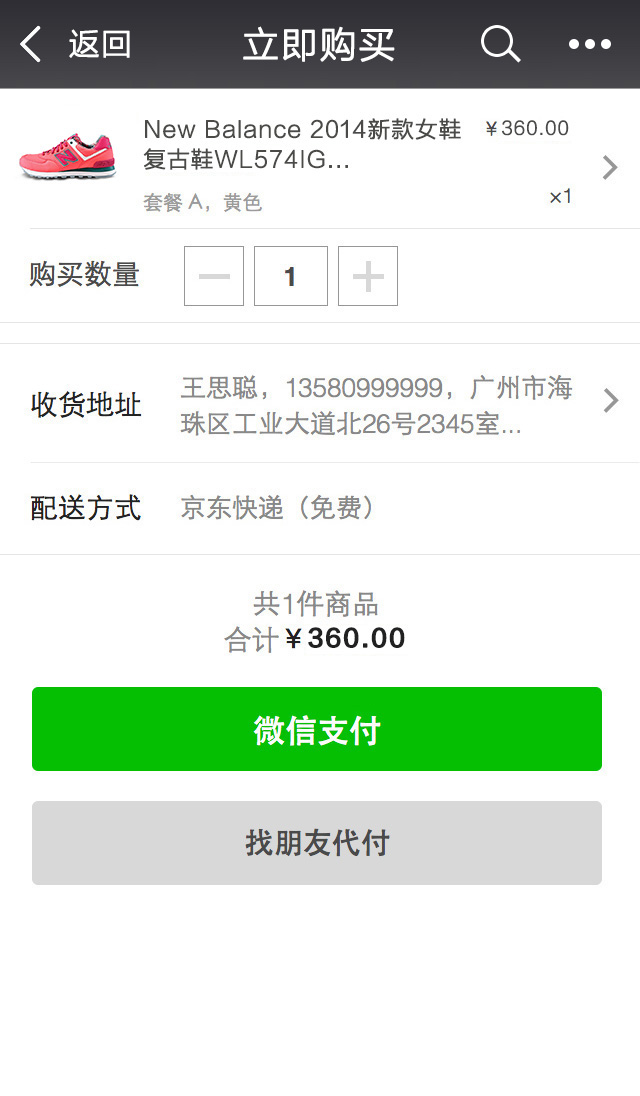 返回
立即购买
New Balance 2014新款女鞋
¥360.00
复古鞋WL574IG...
套餐 A，黄色
×1
购买数量
1
收货地址
王思聪，13580999999，广州市海
珠区工业大道北26号2345室...
配送方式
京东快递（免费）
共1件商品
合计¥360.00
微信支付
找朋友代付